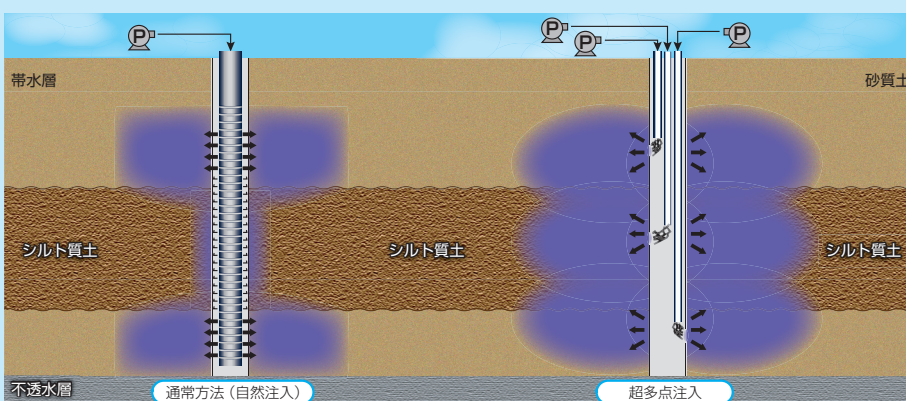 P
P
P
P
帯水層
砂質土
シルト質土
シルト質土
シルト質土
不透水層
通常方法（自然注入）
超多点注入